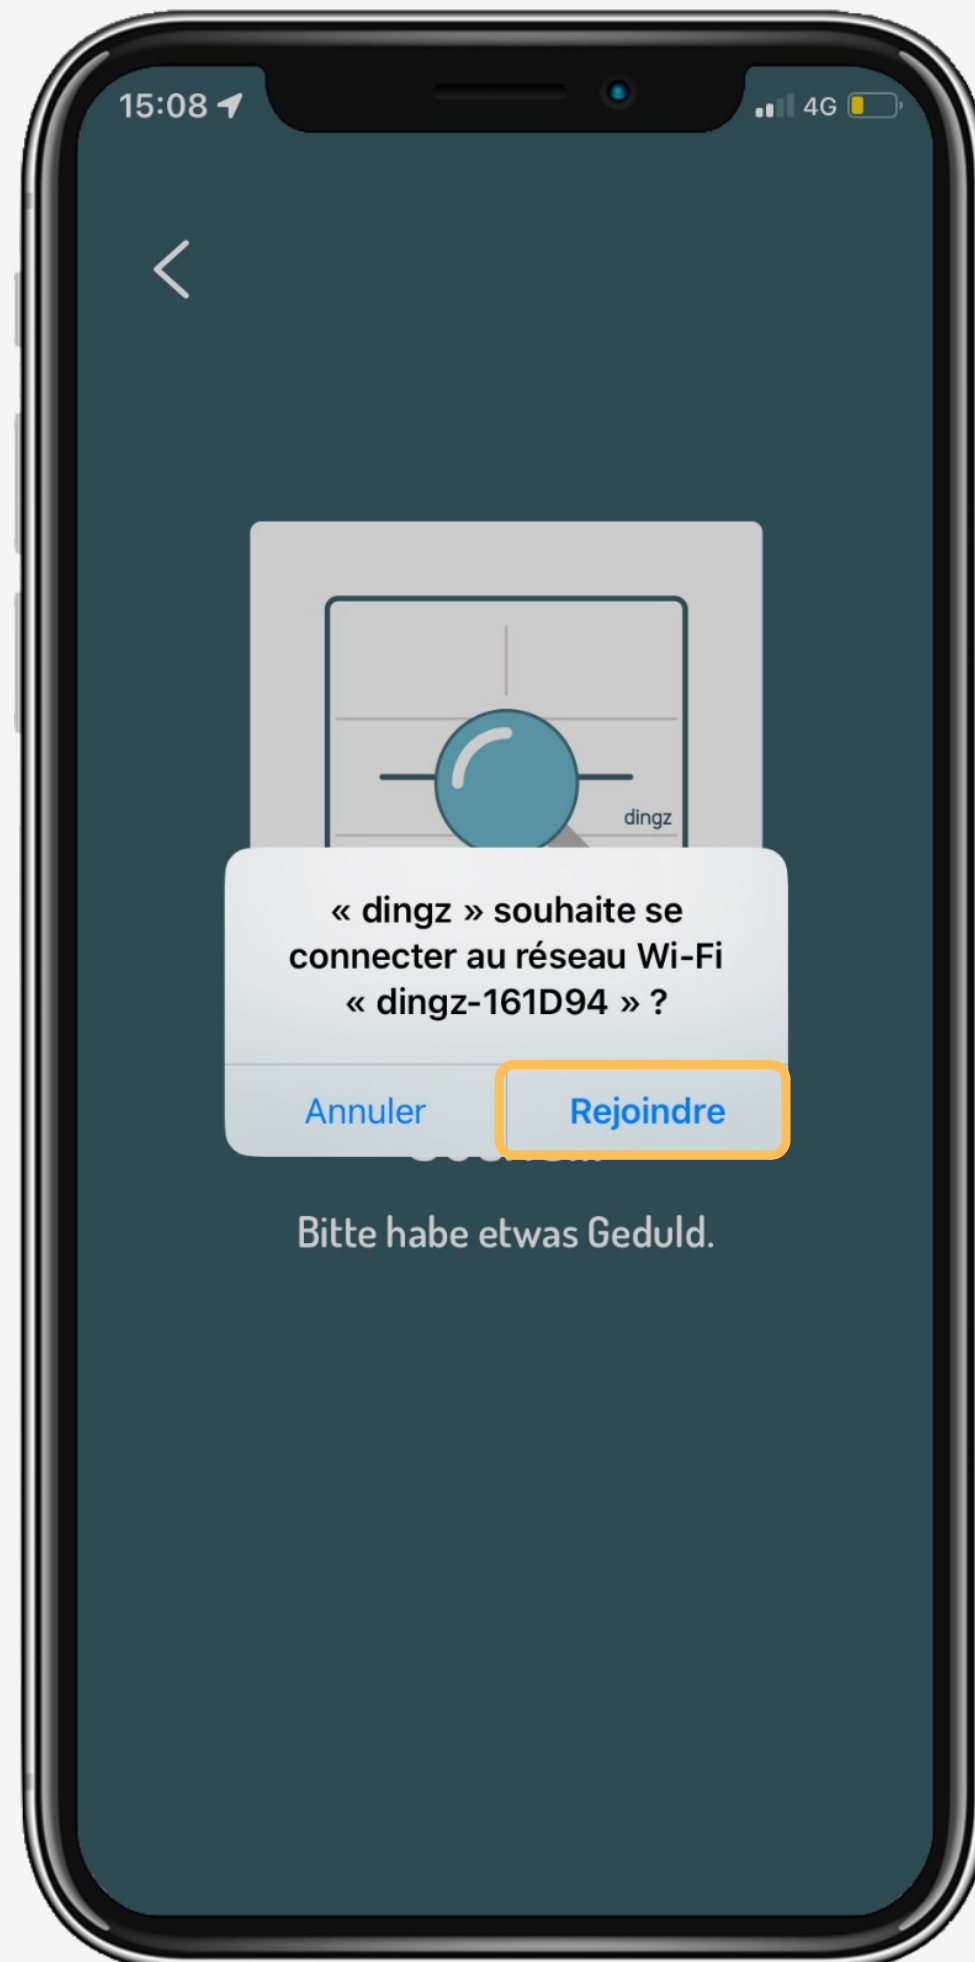 15:08
4G
dingz
« dingz » souhaite se
connecter au réseau Wi-Fi
« dingz-161D94 » ?
Annuler
Rejoindre
Bitte habe etwas Geduld.